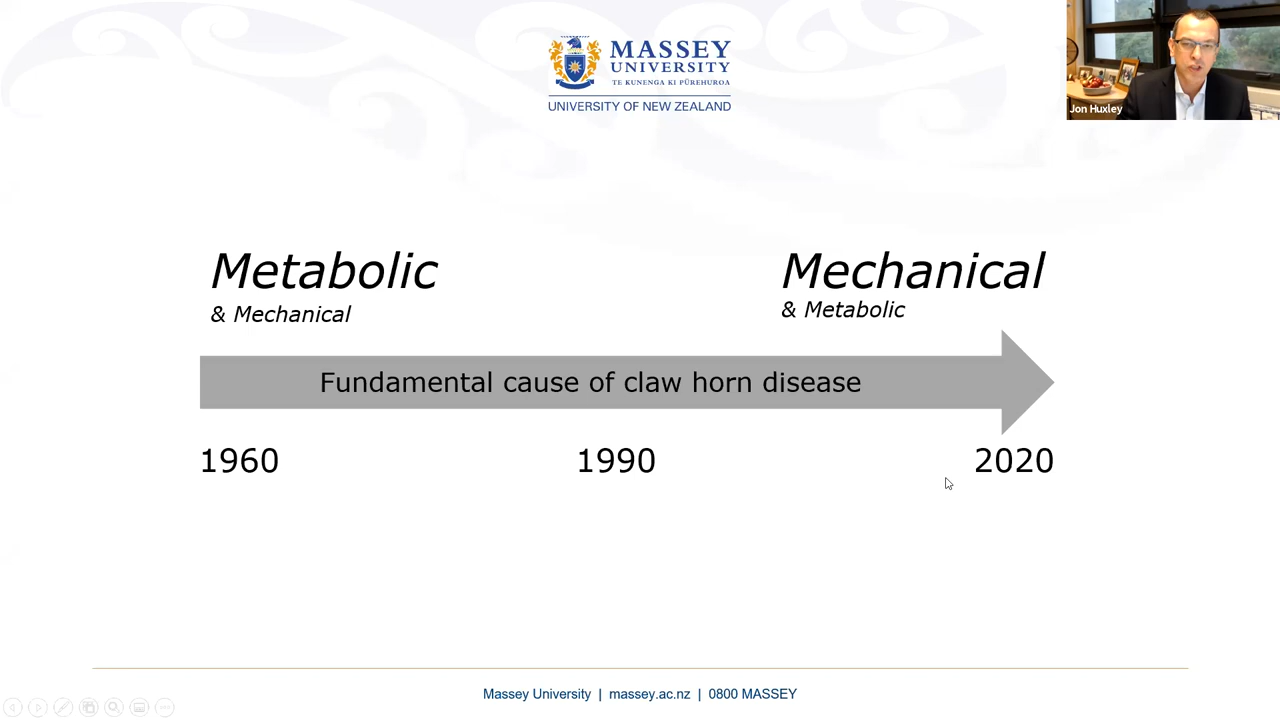 MASSEY
UNIVERSITY
TE KUNENGA KI PŪREHUROA
UNIVERSITY OF NEW ZEALAND
Jon Huxley
Metabolic
& Mechanical
Mechanical
& Metabolic
Fundamental cause of claw horn disease
1960
1990
2020
Massey University | massey.ac.nz | 0800 MASSEY